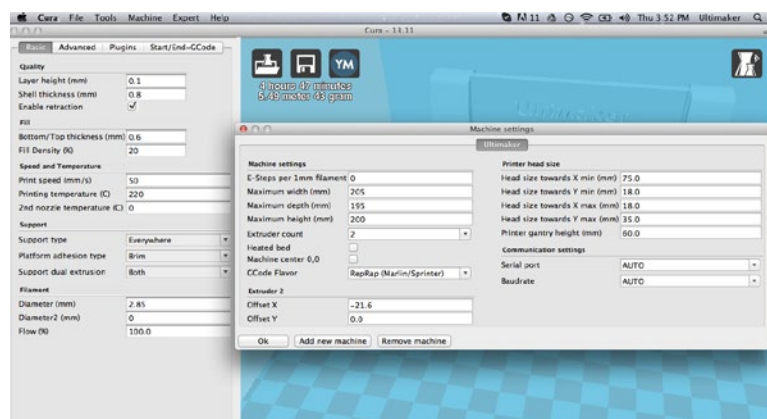 Cura File Tools Machine Expert Help
11 Thu 3:52 PM Ultimaker
Cura - 13.11
Basic Advanced Plugins Start/End-GCode
Quality
Layer height (mm) 0.1
Shell thickness (mm) 0.8
Enable retraction
Fill
Bottom/Top thickness (mm) 0.6
Fill Density (%) 20
Speed and Temperature
Print speed (mm/s) 50
Printing temperature (C) 220
2nd nozzle temperature (C) 0
Support
Support type Everywhere
Platform adhesion type Brim
Support dual extrusion Both
Filament
Diameter (mm) 2.85
Diameter2 (mm) 0
Flow (%) 100.0
YM
4 hours 47 minutes
5.49 meter 43 gram
Ultimaker
Machine settings
Ultimaker
Machine settings
E-Steps per 1mm filament 0
Maximum width (mm) 205
Maximum depth (mm) 195
Maximum height (mm) 200
Extruder count 2
Heated bed
Machine center 0,0
GCode Flavor RepRap (Marlin/Sprinter)
Extruder 2
Offset X -21.6
Offset Y 0.0
Printer head size
Head size towards X min (mm) 75.0
Head size towards Y min (mm) 18.0
Head size towards X max (mm) 18.0
Head size towards Y max (mm) 35.0
Printer gantry height (mm) 60.0
Communication settings
Serial port AUTO
Baudrate AUTO
Ok Add new machine Remove machine